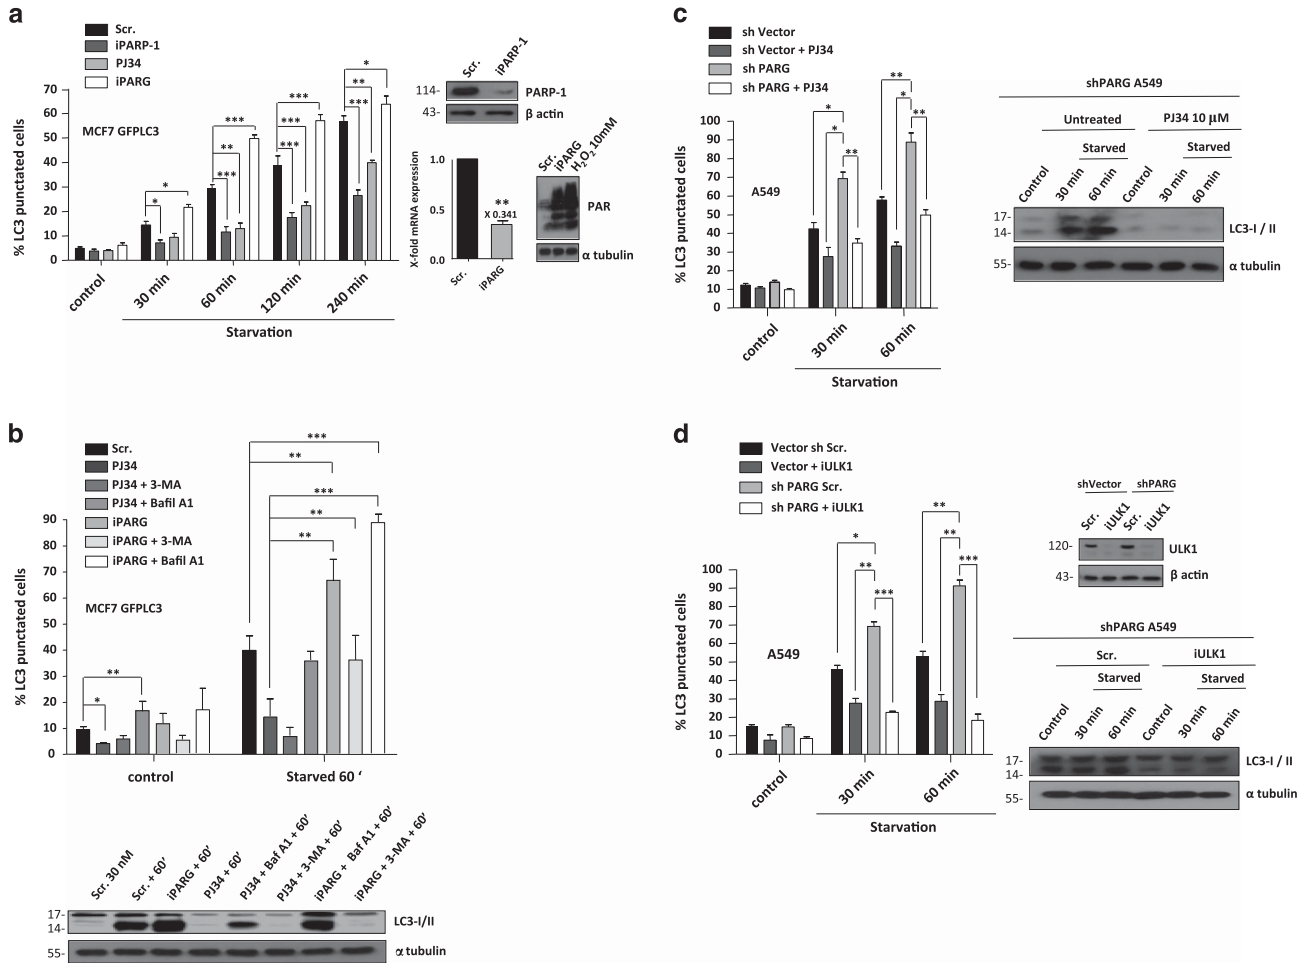 a
Scr.
iPARP-1
PJ34
iPARG
MCF7 GFPLC3
% LC3 punctated cells
70
60
50
40
30
20
10
0
*
*
***
**
***
***
***
***
*
**
***
control
30 min
60 min
120 min
240 min
Starvation
Scr.
iPARP-1
114-
PARP-1
43-
β actin
X-fold mRNA expression
1.0
0.5
0.0
**
X 0.341
Scr.
iPARG
Scr.
iPARG
H2O2 10mM
PAR
α tubulin
b
Scr.
PJ34
PJ34 + 3-MA
PJ34 + Bafil A1
iPARG
iPARG + 3-MA
iPARG + Bafil A1
MCF7 GFPLC3
% LC3 punctated cells
90
80
70
60
50
40
30
20
10
0
**
*
***
**
***
**
**
control
Starved 60 ‘
Scr. 30 nM
Scr. + 60’
iPARG + 60’
PJ34 + 60’
PJ34 + Baf A1 + 60’
PJ34 + 3-MA + 60’
iPARG + Baf A1 + 60’
iPARG + 3-MA + 60’
17-
14-
LC3-I/II
55-
α tubulin
c
sh Vector
sh Vector + PJ34
sh PARG
sh PARG + PJ34
A549
% LC3 punctated cells
100
90
80
70
60
50
40
30
20
10
0
*
*
**
**
*
**
control
30 min
60 min
Starvation
shPARG A549
Untreated
PJ34 10 µM
Starved
Starved
Control
30 min
60 min
Control
30 min
60 min
17-
14-
LC3-I / II
55-
α tubulin
d
Vector sh Scr.
Vector + iULK1
sh PARG Scr.
sh PARG + iULK1
A549
% LC3 punctated cells
100
90
80
70
60
50
40
30
20
10
0
*
**
***
**
**
***
control
30 min
60 min
Starvation
shVector
shPARG
Scr.
iULK1
Scr.
iULK1
120-
ULK1
43-
β actin
shPARG A549
Scr.
iULK1
Starved
Starved
Control
30 min
60 min
Control
30 min
60 min
17-
14-
LC3-I / II
55-
α tubulin